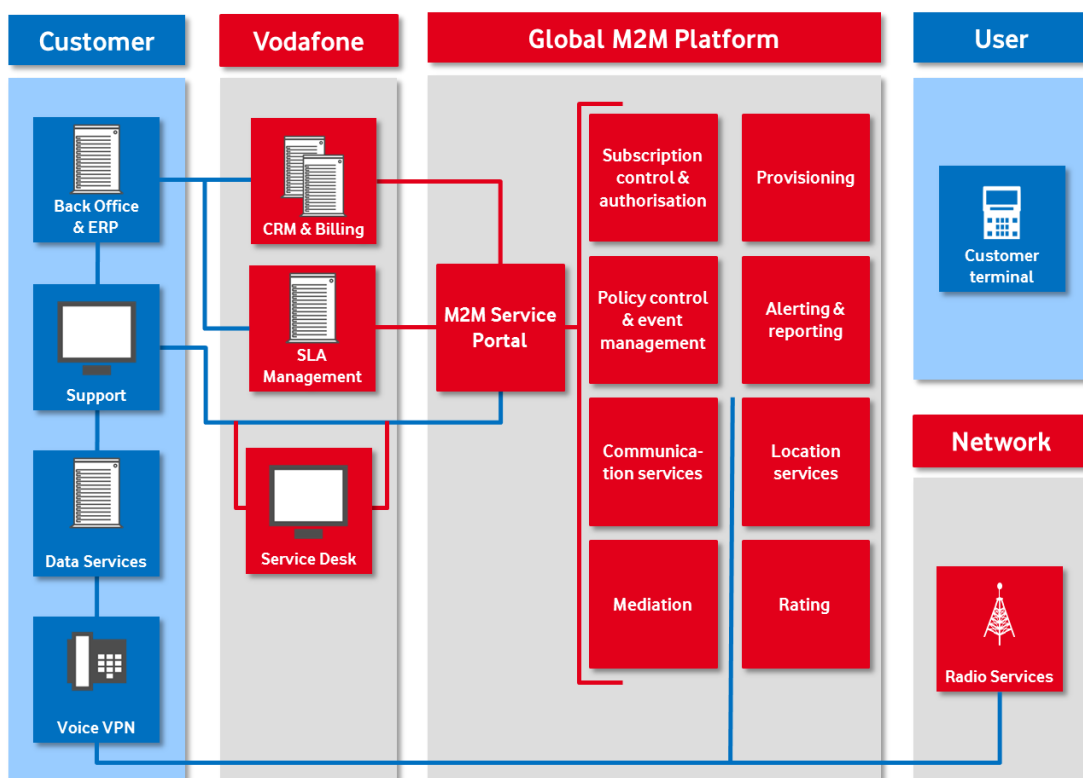 Customer
Vodafone
Global M2M Platform
User
Back Office
& ERP
Support
Data Services
Voice VPN
CRM & Billing
SLA
Management
Service Desk
M2M Service
Portal
Subscription
control &
authorisation
Provisioning
Policy control
& event
management
Alerting &
reporting
Communica-
tion services
Location
services
Mediation
Rating
Customer
terminal
Network
Radio Services